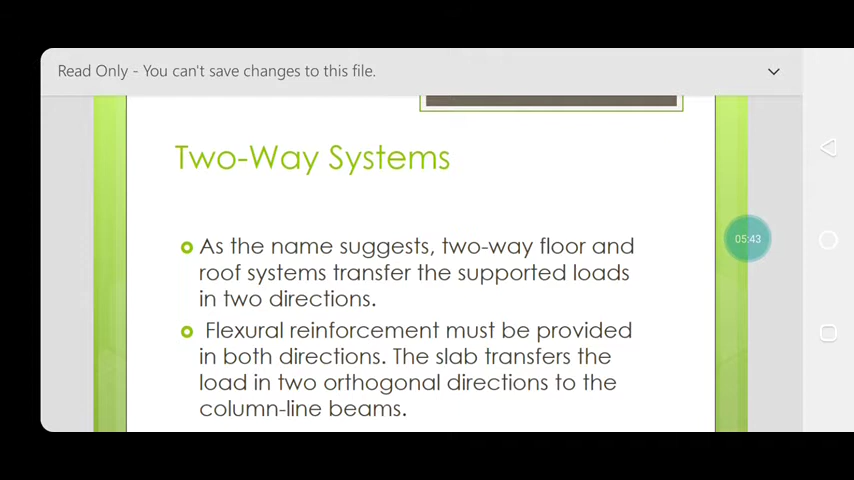 Read Only - You can't save changes to this file.
Two-Way Systems
As the name suggests, two-way floor and
roof systems transfer the supported loads
in two directions.
Flexural reinforcement must be provided
in both directions. The slab transfers the
load in two orthogonal directions to the
column-line beams.
05:43